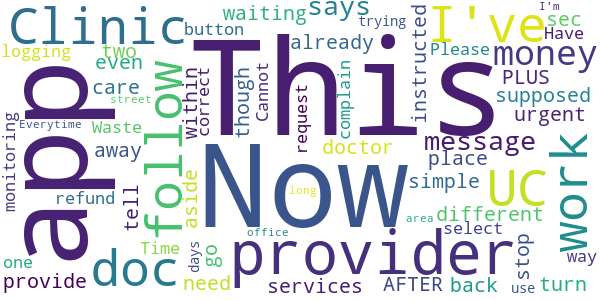 Clinic
button
waiting
says
trying
I've
I'm
sec
Have
logging
two
already
Please
money
even
This
instructed
PLUS
care
Within
correct
though
Cannot
request
complain
supposed
street
app
follow
urgent
Everytime
Waste
doctor
message
monitoring
away
Now
place
work
refund
tell
aside
long
simple
UC
different
Time
area
select
one
doc
go
days
office
provider
stop
way
provide
need
services
AFTER
back
use
turn